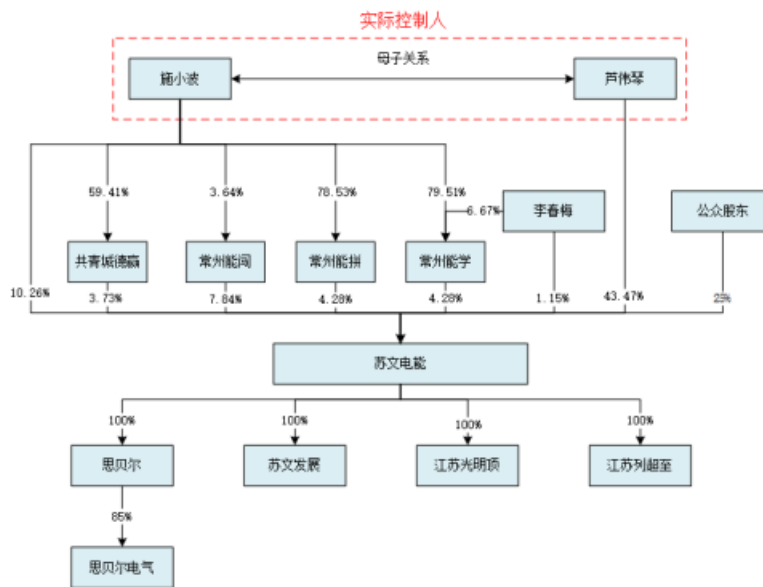 实际控制人
母子关系
施小波
芦伟琴
59.41%
3.64%
78.53%
79.51%
6.67%
李春梅
公众股东
共青城德赢
常州能闯
常州能拼
常州能学
10.26%
3.73%
7.84%
4.28%
4.28%
1.15%
43.47%
25%
苏文电能
100%
100%
100%
100%
思贝尔
苏文发展
江苏光明顶
江苏列超至
85%
思贝尔电气